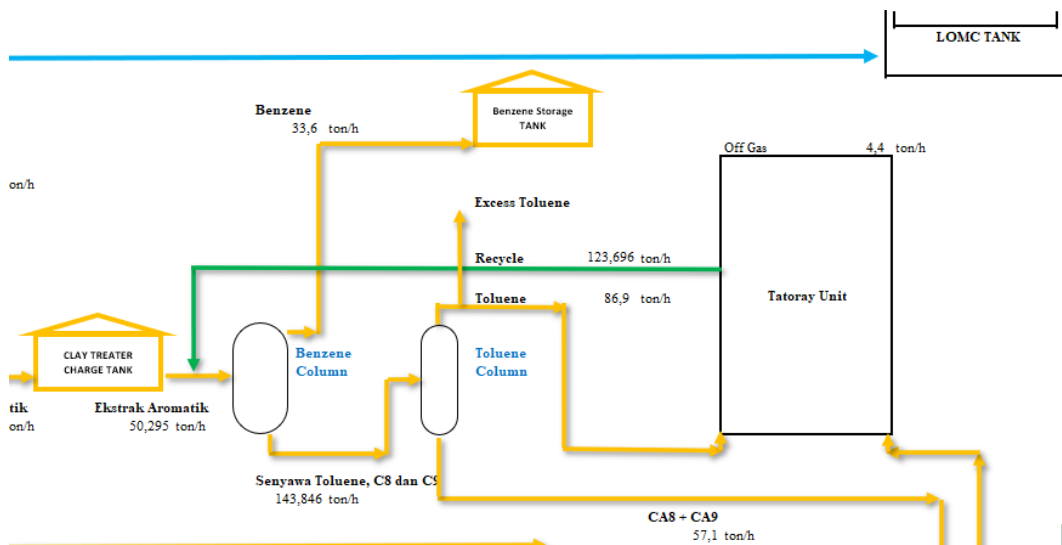 LOMC TANK
Benzene
33,6 ton/h
Benzene Storage
TANK
Off Gas 4,4 ton/h
on/h
Excess Toluene
Recycle 123,696 ton/h
Toluene 86,9 ton/h
Tatoray Unit
CLAY TREATER
CHARGE TANK
Benzene
Column
Toluene
Column
tik
on/h
Ekstrak Aromatik
50,295 ton/h
Senyawa Toluene, C8 dan C9
143,846 ton/h
CA8 + CA9
57,1 ton/h